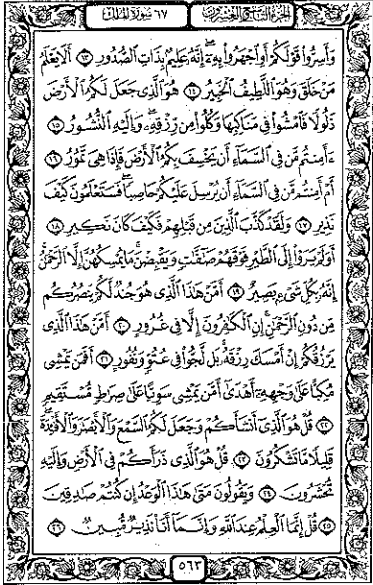 الجزء التاسع والعشرون ٦٧ سورة الملك
وَأَسِرُّوا۟ قَوْلَكُمْ أَوِ ٱجْهَرُوا۟ بِهِۦٓ إِنَّهُۥ عَلِيمٌۢ بِذَاتِ ٱلصُّدُورِ ١٣ أَلَا يَعْلَمُ
مَنْ خَلَقَ وَهُوَ ٱللَّطِيفُ ٱلْخَبِيرُ ١٤ هُوَ ٱلَّذِى جَعَلَ لَكُمُ ٱلْأَرْضَ
ذَلُولًا فَٱمْشُوا۟ فِى مَنَاكِبِهَا وَكُلُوا۟ مِن رِّزْقِهِۦ وَإِلَيْهِ ٱلنُّشُورُ ١٥
ءَأَمِنتُم مَّن فِى ٱلسَّمَآءِ أَن يَخْسِفَ بِكُمُ ٱلْأَرْضَ فَإِذَا هِىَ تَمُورُ ١٦
أَمْ أَمِنتُم مَّن فِى ٱلسَّمَآءِ أَن يُرْسِلَ عَلَيْكُمْ حَاصِبًا فَسَتَعْلَمُونَ كَيْفَ
نَذِيرِ ١٧ وَلَقَدْ كَذَّبَ ٱلَّذِينَ مِن قَبْلِهِمْ فَكَيْفَ كَانَ نَكِيرِ ١٨
أَوَلَمْ يَرَوْا۟ إِلَى ٱلطَّيْرِ فَوْقَهُمْ صَٰٓفَّٰتٍ وَيَقْبِضْنَ مَا يُمْسِكُهُنَّ إِلَّا ٱلرَّحْمَٰنُ
إِنَّهُۥ بِكُلِّ شَىْءٍۭ بَصِيرٌ ١٩ أَمَّنْ هَٰذَا ٱلَّذِى هُوَ جُندٌ لَّكُمْ يَنصُرُكُم
مِّن دُونِ ٱلرَّحْمَٰنِ إِنِ ٱلْكَٰفِرُونَ إِلَّا فِى غُرُورٍ ٢٠ أَمَّنْ هَٰذَا ٱلَّذِى
يَرْزُقُكُمْ إِنْ أَمْسَكَ رِزْقَهُۥ بَل لَّجُّوا۟ فِى عُتُوٍّ وَنُفُورٍ ٢١ أَفَمَن يَمْشِى
مُكِبًّا عَلَىٰ وَجْهِهِۦٓ أَهْدَىٰٓ أَمَّن يَمْشِى سَوِيًّا عَلَىٰ صِرَٰطٍ مُّسْتَقِيمٍ
٢٢ قُلْ هُوَ ٱلَّذِىٓ أَنشَأَكُمْ وَجَعَلَ لَكُمُ ٱلسَّمْعَ وَٱلْأَبْصَٰرَ وَٱلْأَفْـِٔدَةَ
قَلِيلًا مَّا تَشْكُرُونَ ٢٣ قُلْ هُوَ ٱلَّذِى ذَرَأَكُمْ فِى ٱلْأَرْضِ وَإِلَيْهِ
تُحْشَرُونَ ٢٤ وَيَقُولُونَ مَتَىٰ هَٰذَا ٱلْوَعْدُ إِن كُنتُمْ صَٰدِقِينَ
٢٥ قُلْ إِنَّمَا ٱلْعِلْمُ عِندَ ٱللَّهِ وَإِنَّمَآ أَنَا۠ نَذِيرٌ مُّبِينٌ ٢٦
٥٦٣